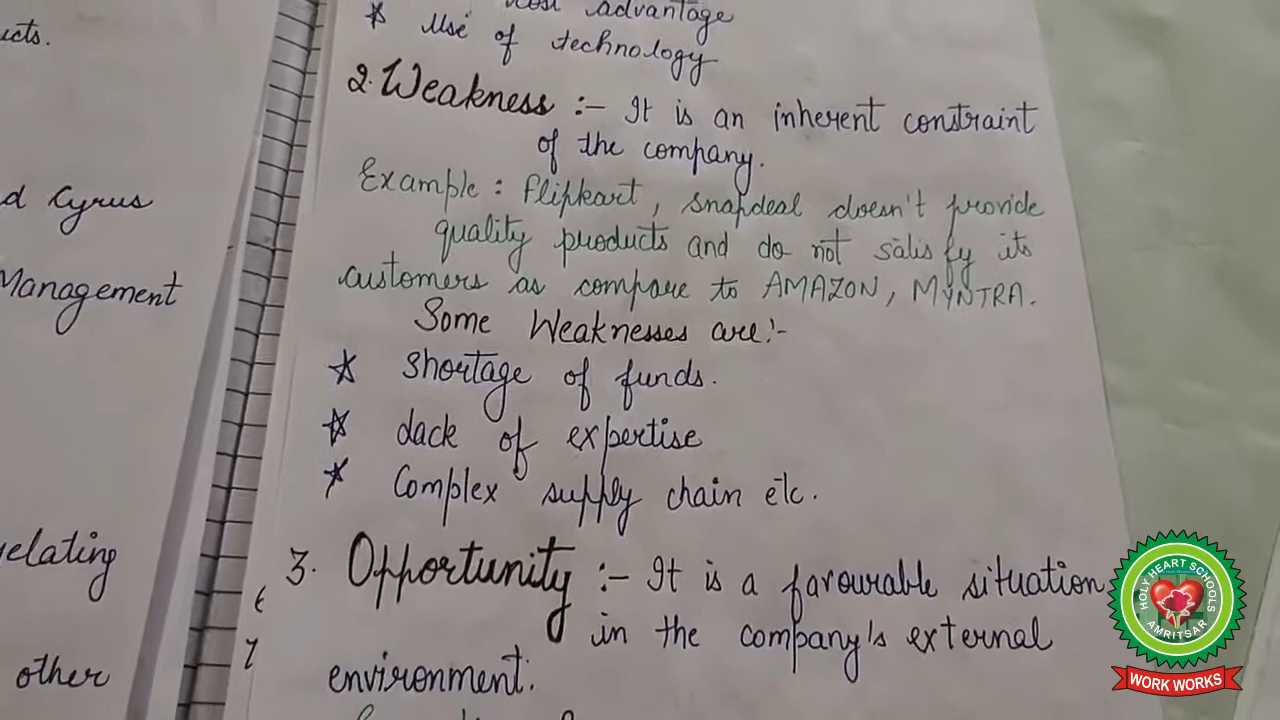 ucts.
d Cyrus
Management
relating
other
advantage
* Use of technology
2. Weakness :- It is an inherent constraint
of the company.
Example : flipkart, snapdeal doesn't provide
quality products and do not satisfy its
customers as compare to AMAZON, MYNTRA.
Some Weaknesses are:-
* Shortage of funds.
* Lack of expertise
* Complex supply chain etc.
3. Opportunity :- It is a favourable situation
in the company's external
environment.
HOLY HEART SCHOOLS
AMRITSAR
WORK WORKS